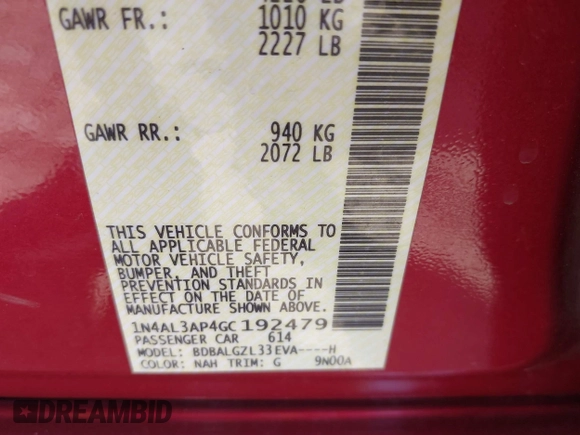 GAWR FR.: 1010 KG
2227 LB
GAWR RR.: 940 KG
2072 LB
THIS VEHICLE CONFORMS TO
ALL APPLICABLE FEDERAL
MOTOR VEHICLE SAFETY,
BUMPER, AND THEFT
PREVENTION STANDARDS IN
EFFECT ON THE DATE OF
MANUFACTURE SHOWN ABOVE.
1N4AL3AP4GC192479
PASSENGER CAR 614
MODEL: BDBALGZL33EVA----H
COLOR: NAH TRIM: G 9N00A
DREAMBID